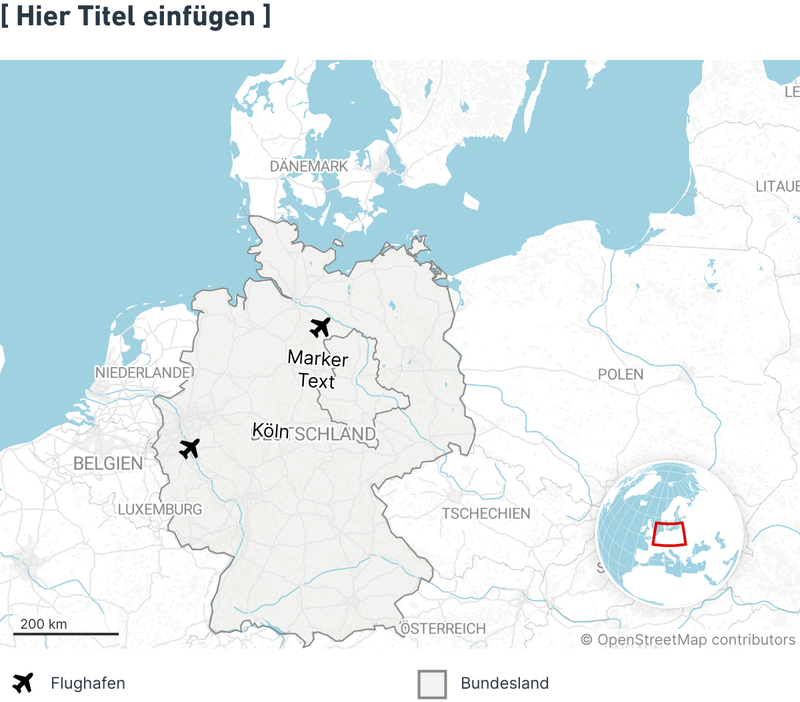 [ Hier Titel einfügen ]
LE
DÄNEMARK
LITAUE
Marker
Text
NIEDERLANDE
POLEN
Köln
DEUTSCHLAND
BELGIEN
LUXEMBURG
TSCHECHIEN
S
200 km
ÖSTERREICH
© OpenStreetMap contributors
Flughafen
Bundesland